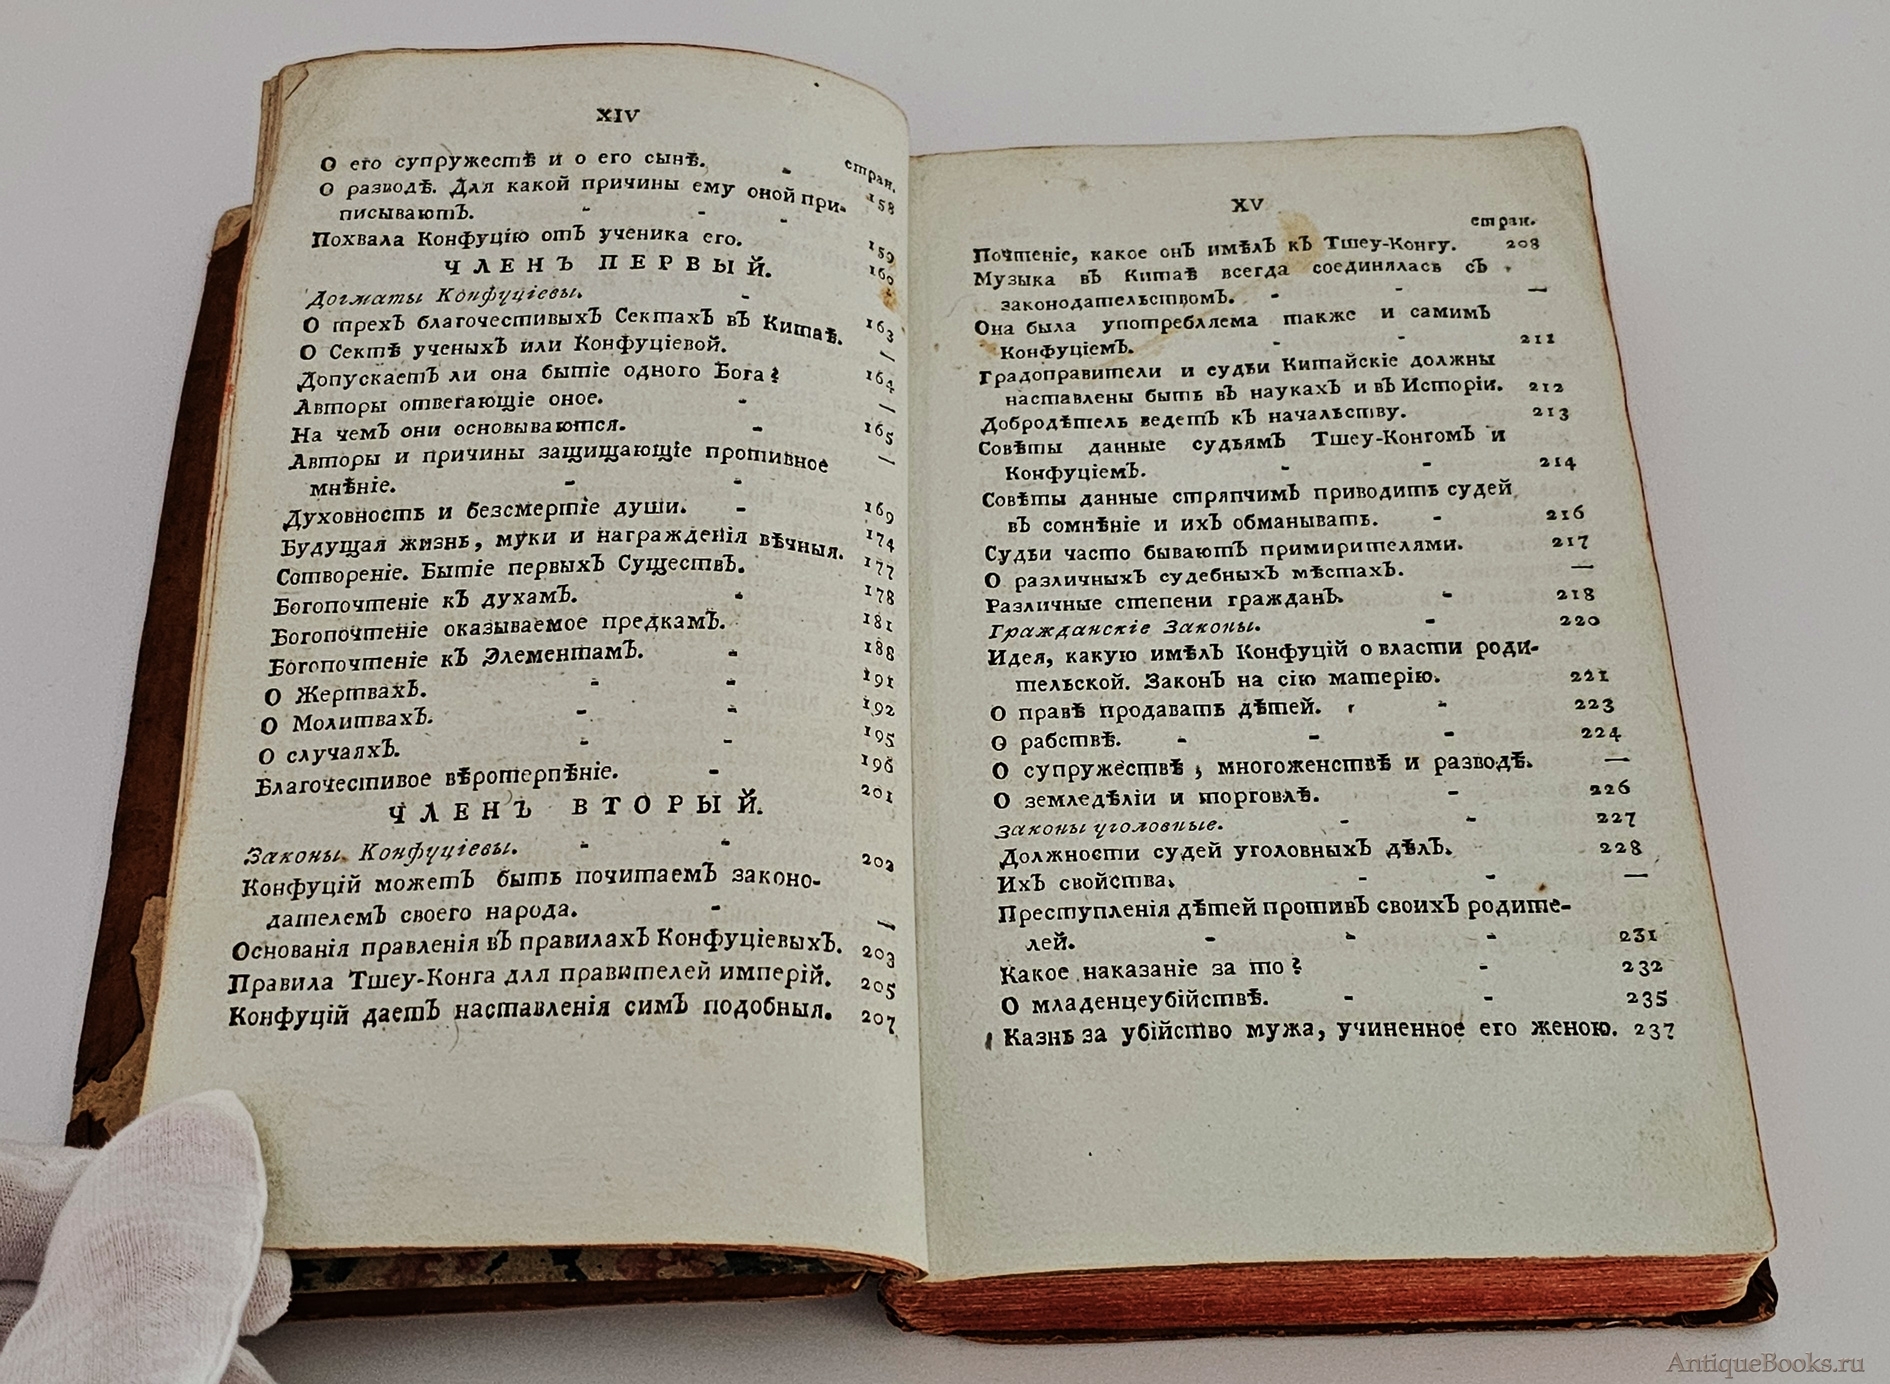 XIV
стран.
О его супружествѣ и о его сынѣ. - 158
О разводѣ. Для какой причины ему оной при-
писываютЪ. - - - 159
Похвала Конфуцію отЪ ученика его. 160
ЧЛЕНЪ ПЕРВЫЙ.
Догматы Конфуціевы. - 163
О трехЪ благочестивыхЪ СектахЪ вЪ Китаѣ. —
О Сектѣ ученыхЪ или Конфуціевой. 164
ДопускаетЪ ли она бытіе одного Бога? —
Авторы отвегающіе оное. - 165
На чемЪ они основываются. - —
Авторы и причины защищающіе противное
мнѣніе. - - 169
Духовность и безсмертіе души. - 174
Будущая жизнь, муки и награжденія вѣчныя. 177
Сотвореніе. Бытіе первыхЪ СуществЪ. 178
Богопочтеніе кЪ духамЪ. - 181
Богопочтеніе оказываемое предкамЪ. 188
Богопочтеніе кЪ ЭлементамЪ. - 191
О ЖертвахЪ. - - 192
О МолитвахЪ. - - 195
О случаяхЪ. - - 196
Благочестивое вѣротерпѣніе. - 201
ЧЛЕНЪ ВТОРЫЙ.
Законы Конфуціевы. - - 202
Конфуцій можетЪ быть почитаемЪ законо-
дателемЪ своего народа. - —
Основанія правленія вЪ правилахЪ КонфуціевыхЪ. 203
Правила Тшеу-Конга для правителей имперій. 205
Конфуцій даетЪ наставленія симЪ подобныя. 207
XV
стран.
Почтеніе, какое онЪ имѣлЪ кЪ Тшеу-Конгу. 208
Музыка вЪ Китаѣ всегда соединялась сЪ
законодательствомЪ. - - —
Она была употребляема также и самимЪ
КонфуціемЪ. - - 211
Градоправители и судьи Китайскіе должны
наставлены быть вЪ наукахЪ и вЪ Исторіи. 212
Добродѣтель ведетЪ кЪ начальству. 213
Совѣты данные судьямЪ Тшеу-КонгомЪ и
КонфуціемЪ. - - 214
Совѣты данные стряпчимЪ приводить судей
вЪ сомнѣніе и ихЪ обманывать. - 216
Судьи часто бываютЪ примирителями. 217
О различныхЪ судебныхЪ мѣстахЪ. —
Различные степени гражданЪ. - 218
Гражданскіе Законы. - 220
Идея, какую имѣлЪ Конфуцій о власти роди-
тельской. ЗаконЪ на сію матерію. 221
О правѣ продавать дѣтей. - - 223
О рабствѣ. - - - 224
О супружествѣ, многоженствѣ и разводѣ. —
О земледѣліи и торговлѣ. - 226
Законы уголовные. - - 227
Должности судей уголовныхЪ дѣлЪ. 228
ИхЪ свойства. - - —
Преступленія дѣтей противЪ своихЪ родите-
лей. - - - 231
Какое наказаніе за то? - 232
О младенцеубійствѣ. - - 235
Казнь за убійство мужа, учиненное его женою. 237
AntiqueBooks.ru